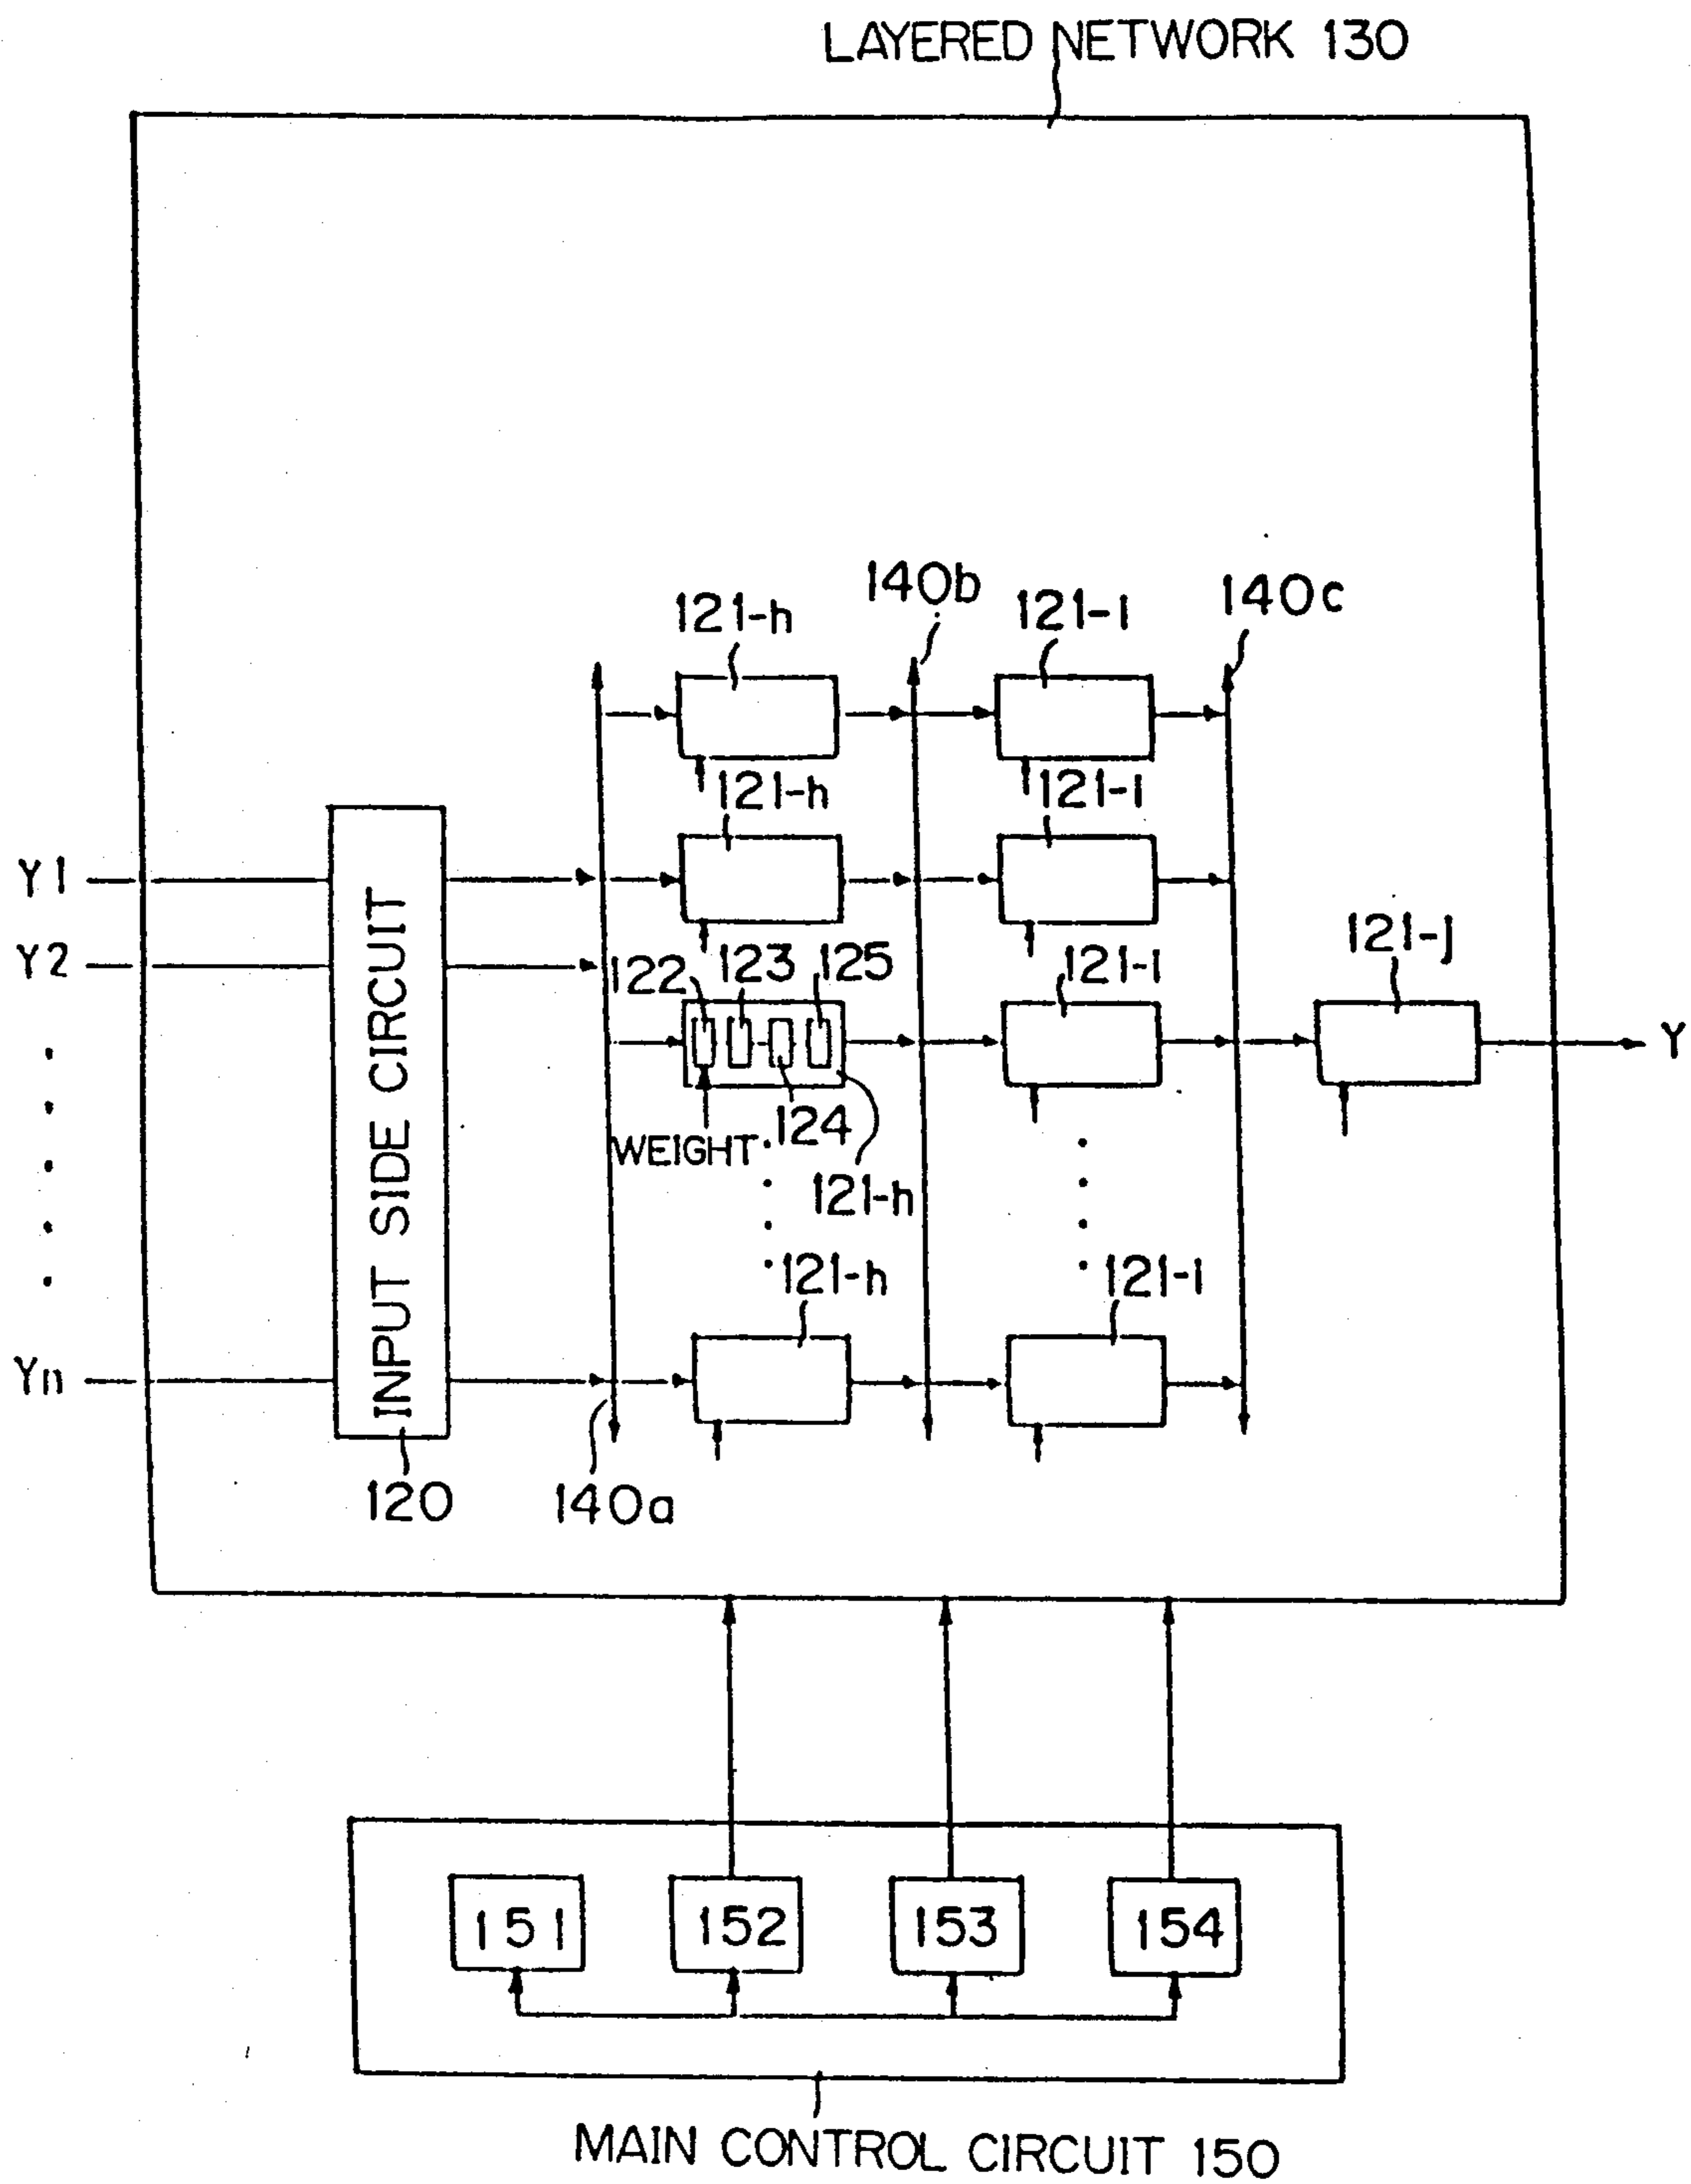 LAYERED NETWORK 130
140b
140c
121-h
121-i
121-h
121-i
Y1
Y2
122
123
125
121-i
121-j
Y
INPUT SIDE CIRCUIT
WEIGHT
124
121-h
121-h
121-i
Yn
120
140a
151
152
153
154
MAIN CONTROL CIRCUIT 150